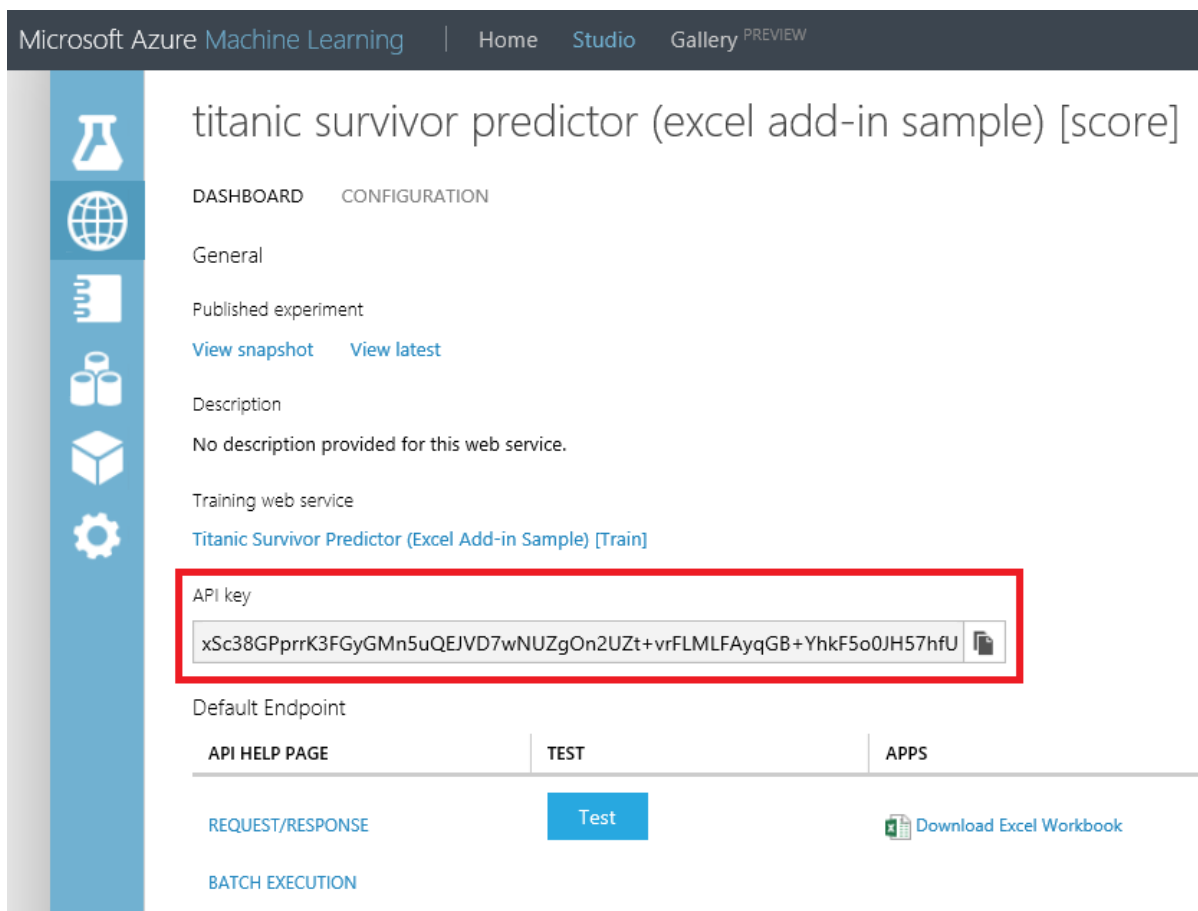 Microsoft Azure Machine Learning | Home Studio Gallery PREVIEW
titanic survivor predictor (excel add-in sample) [score]
DASHBOARD CONFIGURATION
General
Published experiment
View snapshot View latest
Description
No description provided for this web service.
Training web service
Titanic Survivor Predictor (Excel Add-in Sample) [Train]
API key
xSc38GPprrK3FGyGMn5uQEJVD7wNUZgOn2UZt+vrFLMLFAyqGB+YhkF5o0JH57hfU
Default Endpoint
API HELP PAGE TEST APPS
REQUEST/RESPONSE Test Download Excel Workbook
BATCH EXECUTION